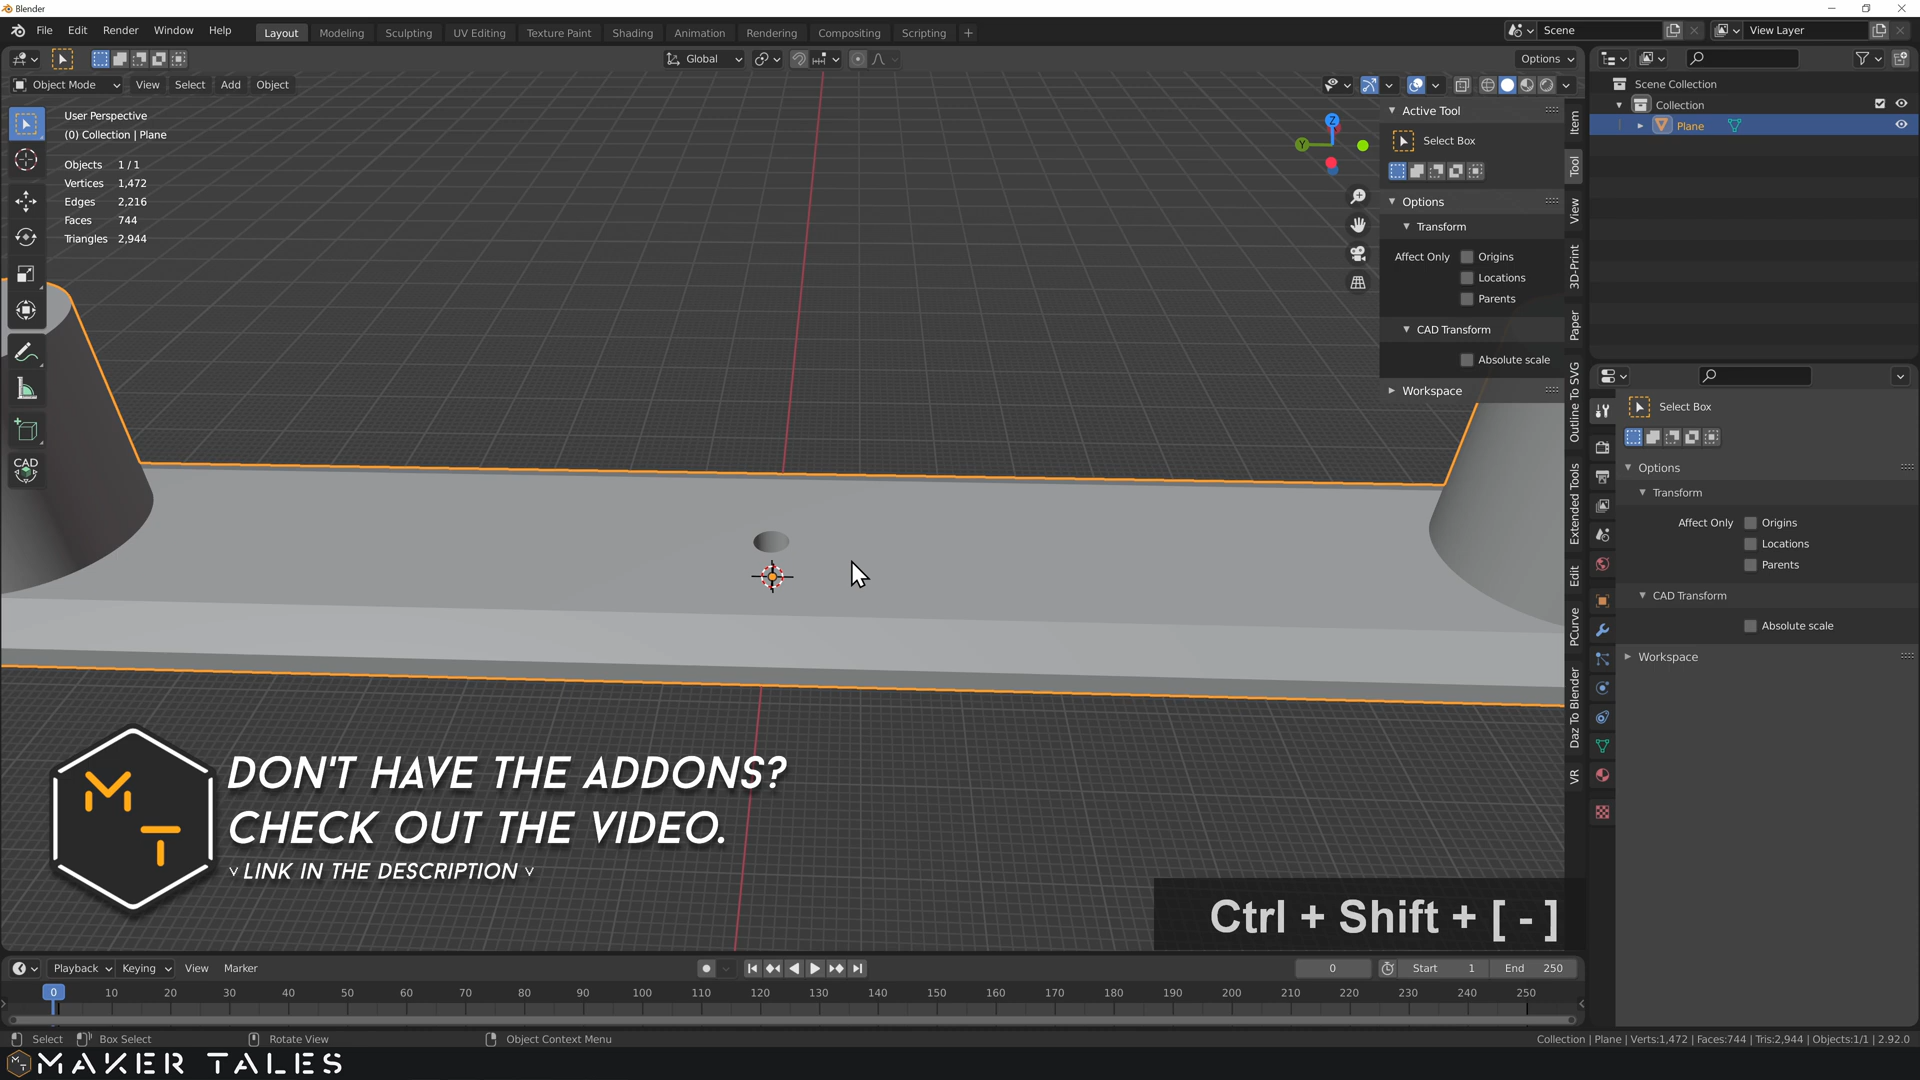 Blender
File Edit Render Window Help
Layout Modeling Sculpting UV Editing Texture Paint Shading Animation Rendering Compositing Scripting +
Scene
View Layer
Global
Options
Object Mode View Select Add Object
User Perspective
(0) Collection | Plane
Objects 1 / 1
Vertices 1,472
Edges 2,216
Faces 744
Triangles 2,944
CAD
Z
Y
Active Tool
Select Box
Options
Transform
Affect Only Origins
Locations
Parents
CAD Transform
Absolute scale
Workspace
Item
Tool
View
3D-Print
Paper
Outline To SVG
Extended Tools
Edit
PCurve
Daz To Blender
VR
Scene Collection
Collection
Plane
Select Box
Options
Transform
Affect Only Origins
Locations
Parents
CAD Transform
Absolute scale
Workspace
M
T
DON'T HAVE THE ADDONS?
CHECK OUT THE VIDEO.
LINK IN THE DESCRIPTION
Ctrl + Shift + [ - ]
Playback Keying View Marker
0 Start 1 End 250
0 10 20 30 40 50 60 70 80 90 100 110 120 130 140 150 160 170 180 190 200 210 220 230 240 250
Select Box Select Rotate View Object Context Menu
Collection | Plane | Verts:1,472 | Faces:744 | Tris:2,944 | Objects:1/1 | 2.92.0
MAKER TALES